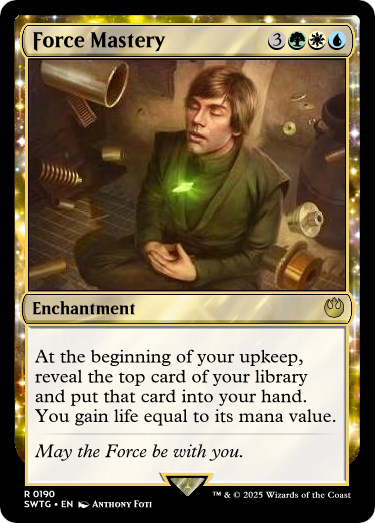 Force Mastery 3
Enchantment
At the beginning of your upkeep,
reveal the top card of your library
and put that card into your hand.
You gain life equal to its mana value.
May the Force be with you.
R 0190
SWTG • EN Anthony Foti
™ & © 2025 Wizards of the Coast